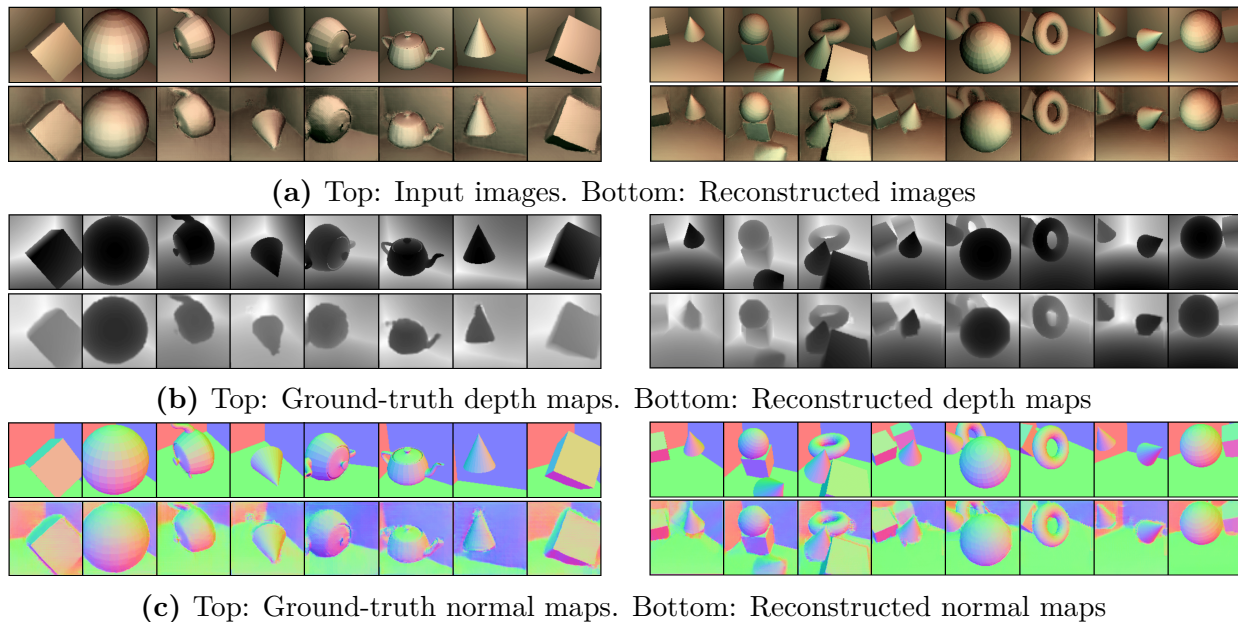 (a) Top: Input images. Bottom: Reconstructed images
(b) Top: Ground-truth depth maps. Bottom: Reconstructed depth maps
(c) Top: Ground-truth normal maps. Bottom: Reconstructed normal maps